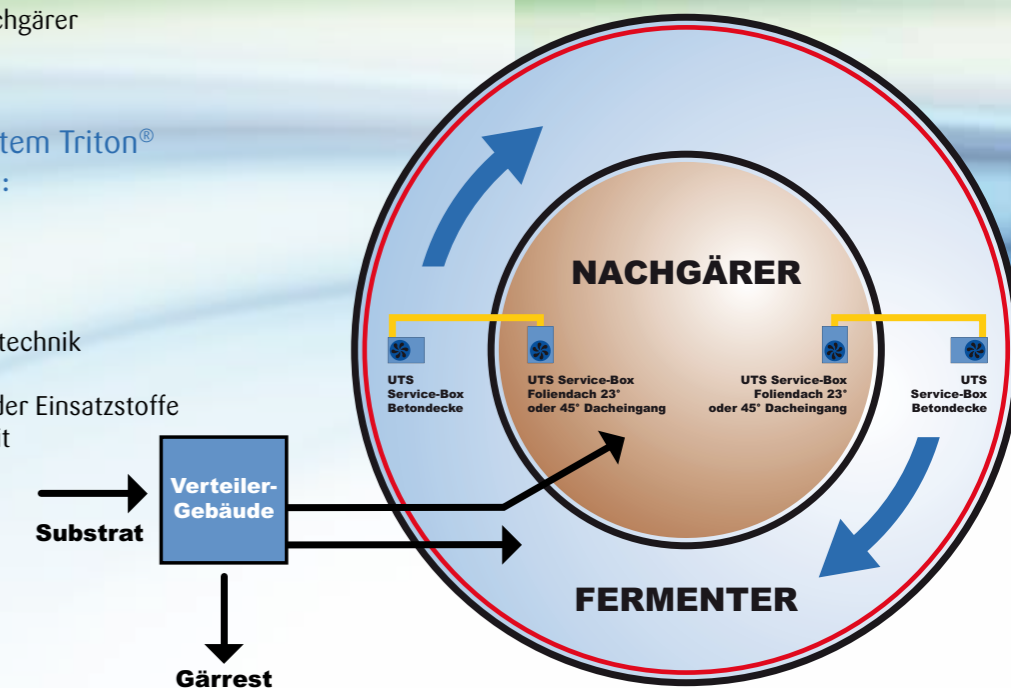 chgärer
tem Triton®
:
technik
der Einsatzstoffe
it
NACHGÄRER
UTS
Service-Box
Betondecke
UTS Service-Box
Foliendach 23°
oder 45° Dacheingang
UTS Service-Box
Foliendach 23°
oder 45° Dacheingang
UTS
Service-Box
Betondecke
Verteiler-
Gebäude
Substrat
FERMENTER
Gärrest